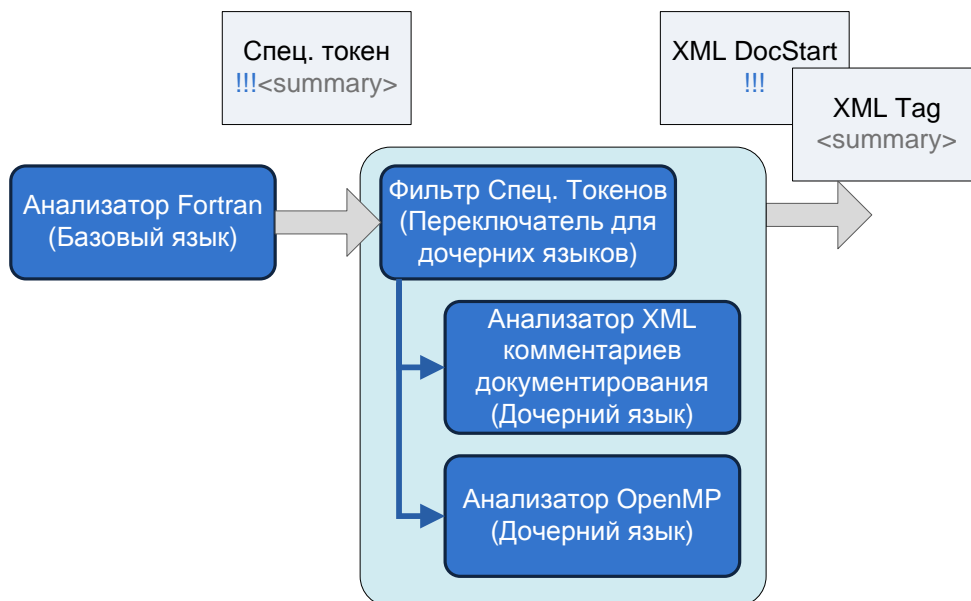 Спец. токен
!!!<summary>
XML DocStart
!!!
XML Tag
<summary>
Анализатор Fortran
(Базовый язык)
Фильтр Спец. Токенов
(Переключатель для
дочерних языков)
Анализатор XML
комментариев
документирования
(Дочерний язык)
Анализатор OpenMP
(Дочерний язык)